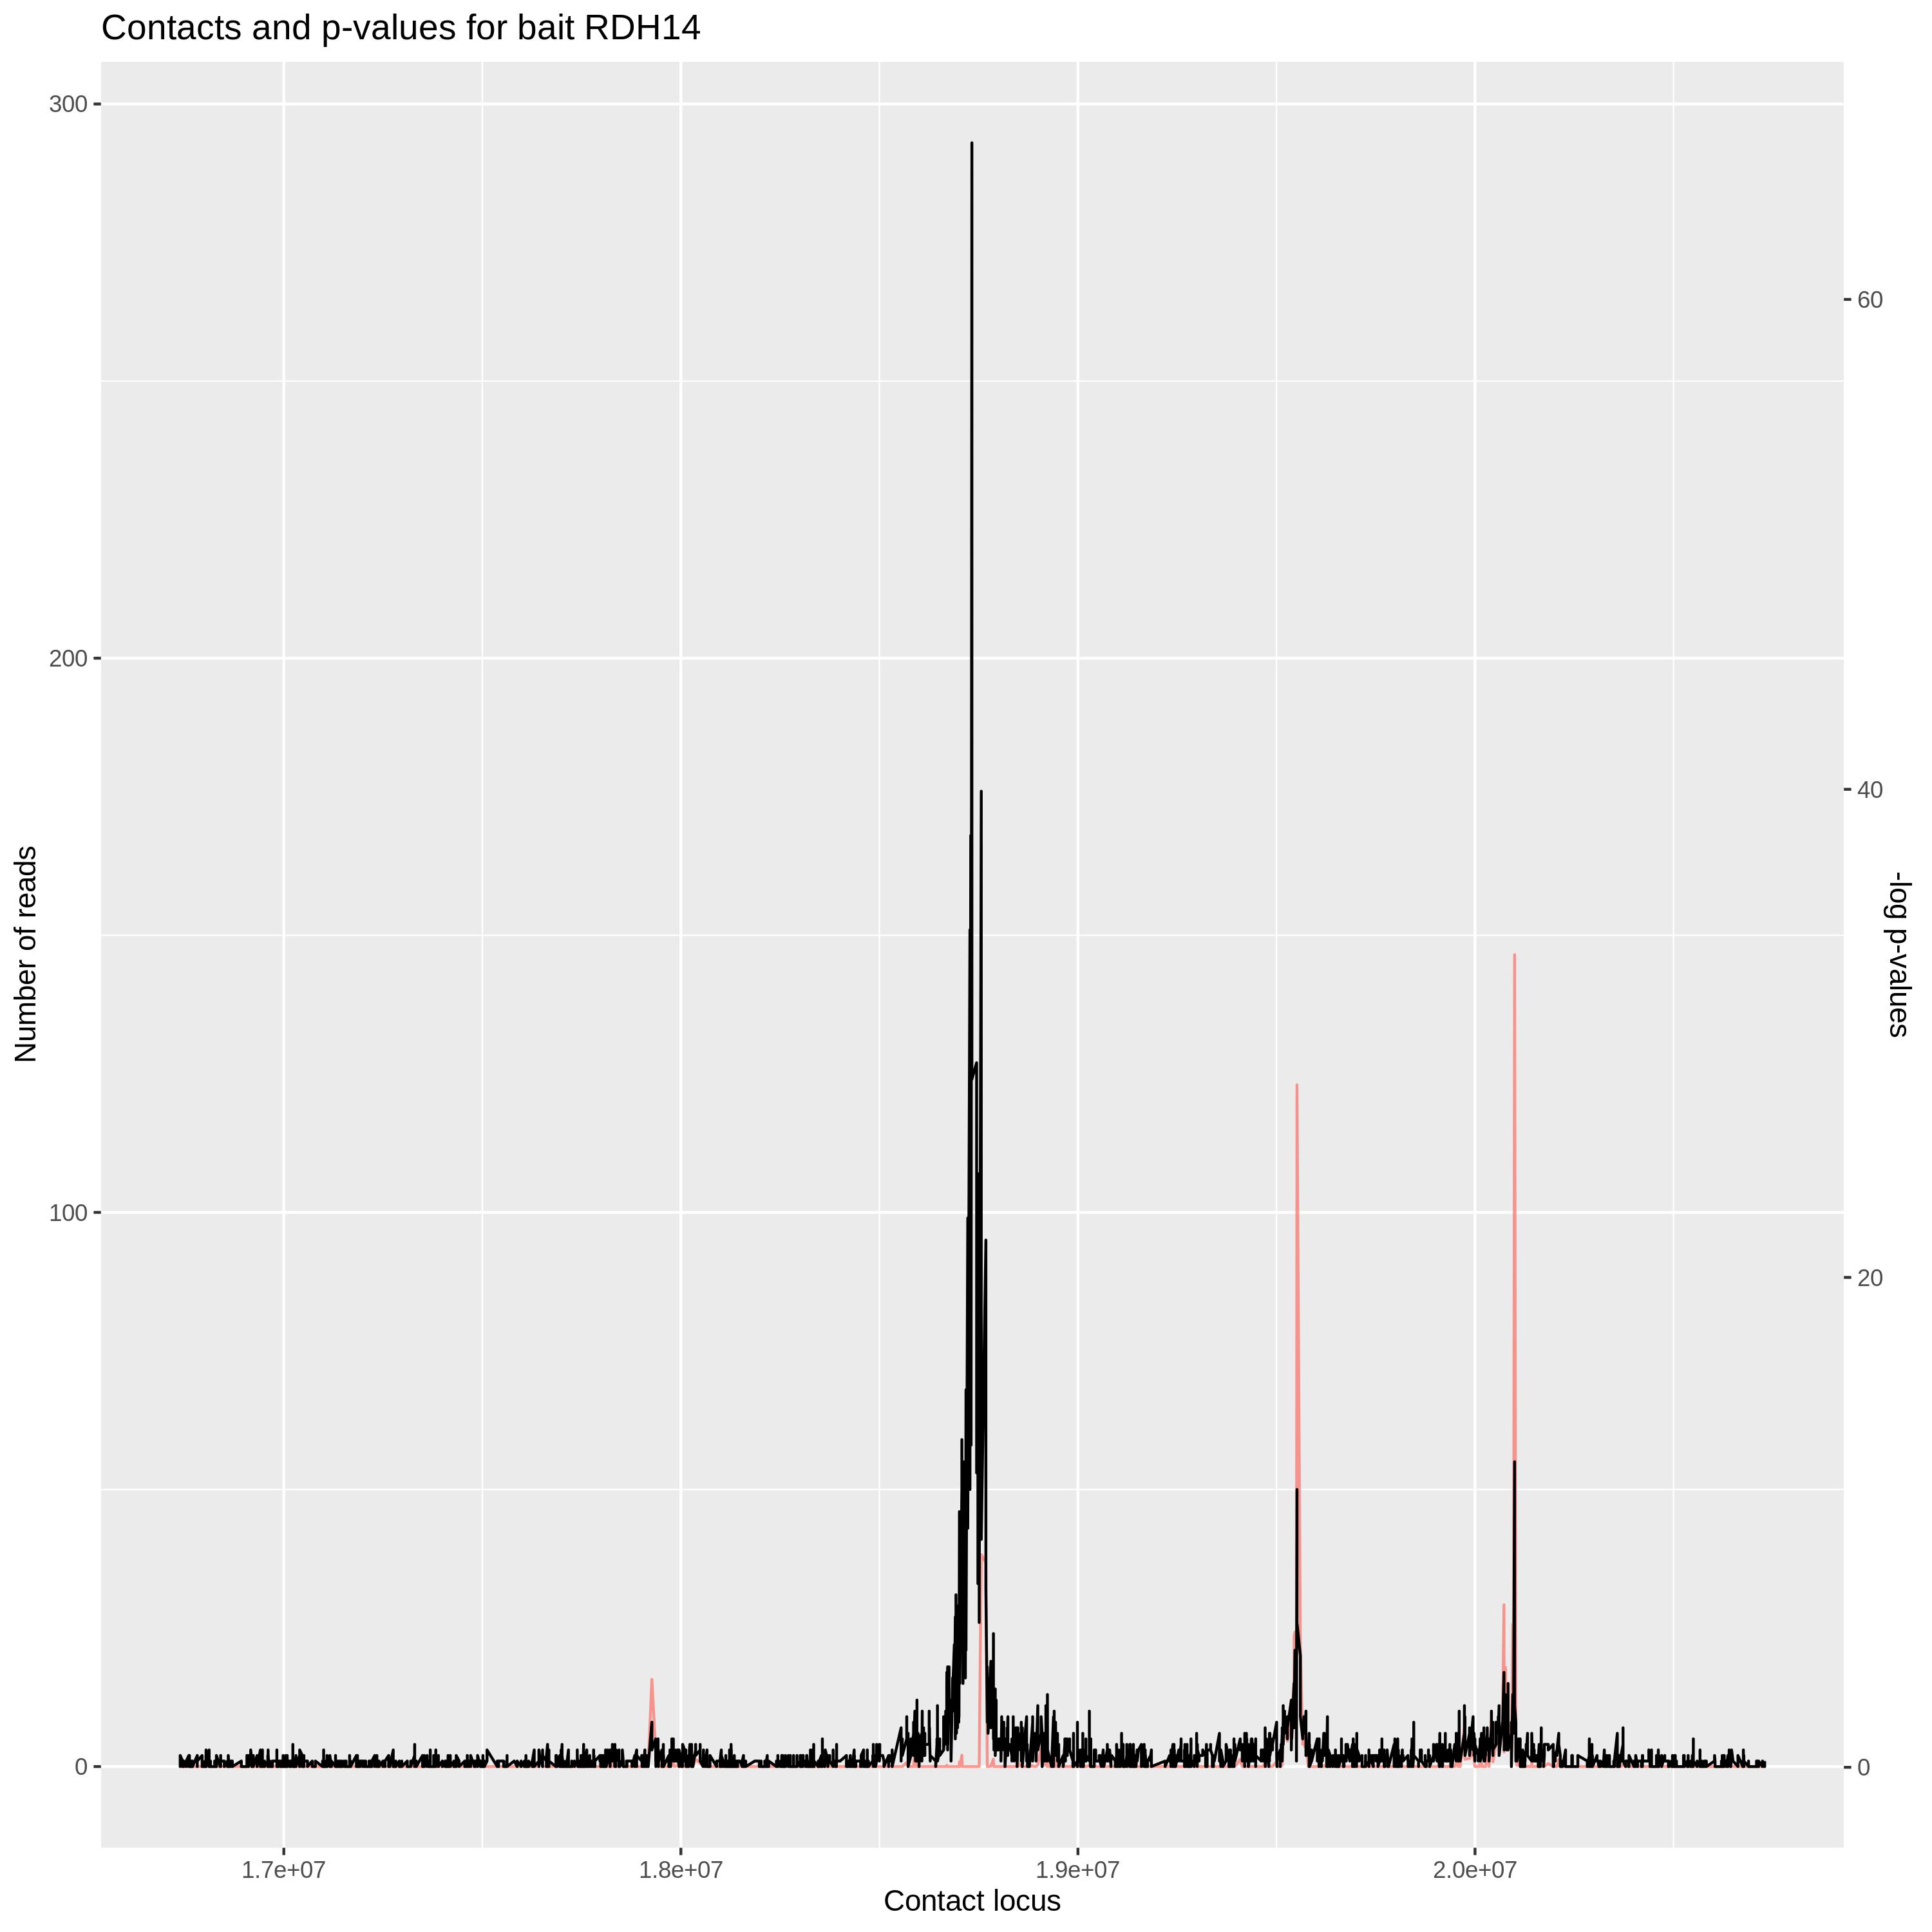 Contacts and p-values for bait RDH14
300
200
100
0
Number of reads
60
40
20
0
-log p-values
1.7e+07
1.8e+07
1.9e+07
2.0e+07
Contact locus